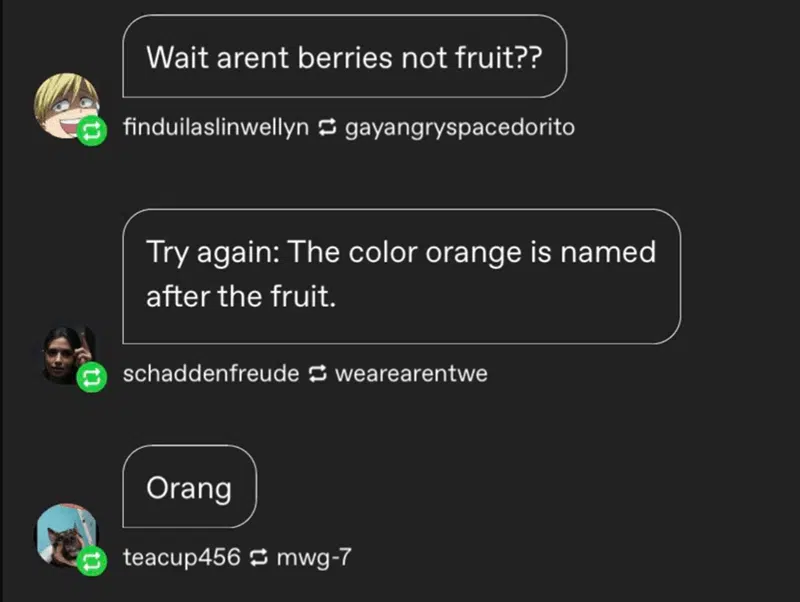 Wait arent berries not fruit??
finduilaslinwellyn gayangryspacedorito
Try again: The color orange is named
after the fruit.
schaddenfreude wearearentwe
Orang
teacup456 mwg-7